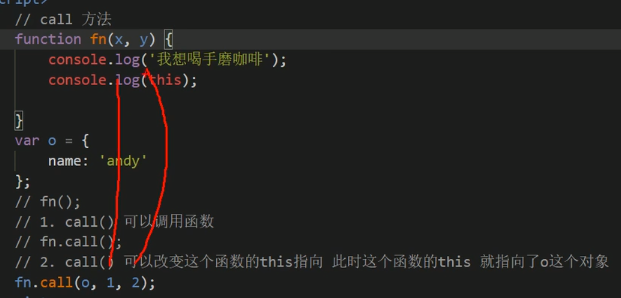 cript>
// call 方法
function fn(x, y) {
console.log('我想喝手磨咖啡');
console.log(this);
}
var o = {
name: 'andy'
};
// fn();
// 1. call() 可以调用函数
// fn.call();
// 2. call() 可以改变这个函数的this指向 此时这个函数的this 就指向了o这个对象
fn.call(o, 1, 2);